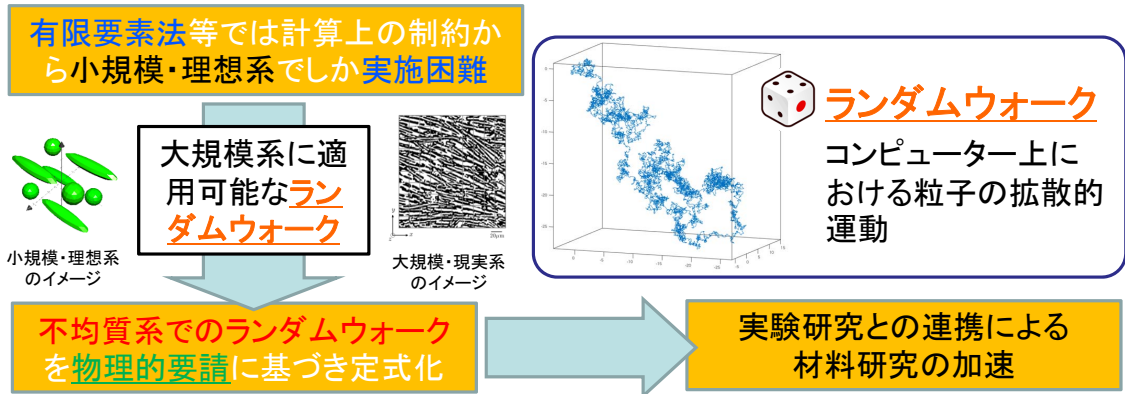 有限要素法等では計算上の制約か
ら小規模・理想系でしか実施困難
大規模系に適
用可能なラン
ダムウォーク
小規模・理想系
のイメージ
20μm
大規模・現実系
のイメージ
ランダムウォーク
コンピューター上に
おける粒子の拡散的
運動
不均質系でのランダムウォーク
を物理的要請に基づき定式化
実験研究との連携による
材料研究の加速